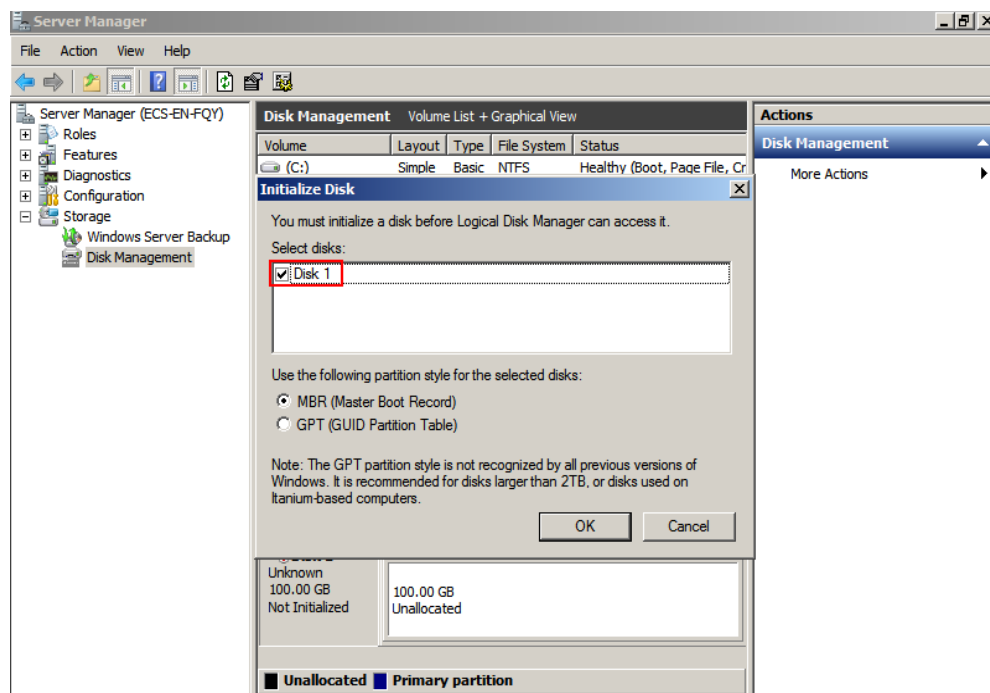 Server Manager
File Action View Help
Server Manager (ECS-EN-FQY)
Roles
Features
Diagnostics
Configuration
Storage
Windows Server Backup
Disk Management
Disk Management Volume List + Graphical View
Volume Layout Type File System Status
(C:) Simple Basic NTFS Healthy (Boot, Page File, Cr
Initialize Disk
You must initialize a disk before Logical Disk Manager can access it.
Select disks:
Disk 1
Use the following partition style for the selected disks:
MBR (Master Boot Record)
GPT (GUID Partition Table)
Note: The GPT partition style is not recognized by all previous versions of
Windows. It is recommended for disks larger than 2TB, or disks used on
Itanium-based computers.
OK Cancel
Unknown
100.00 GB
Not Initialized
100.00 GB
Unallocated
Unallocated Primary partition
Actions
Disk Management
More Actions